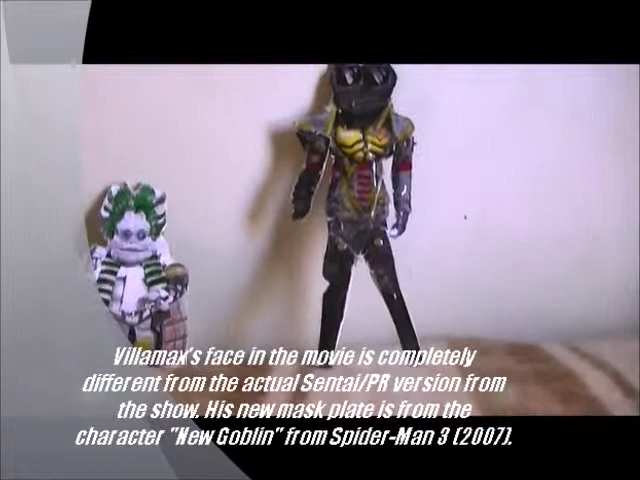 Villamax's face in the movie is completely
different from the actual Sentai/PR version from
the show. His new mask plate is from the
character "New Goblin" from Spider-Man 3 (2007).